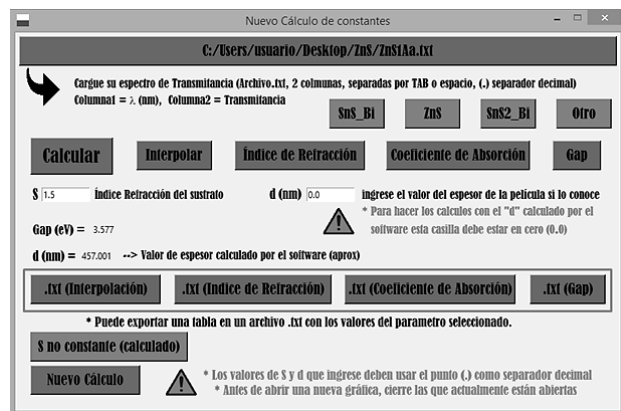 Nuevo Cálculo de constantes
C:/Users/usuario/Desktop/ZnS/ZnS1Aa.txt
Cargue su espectro de Transmitancia (Archivo.txt, 2 colmunas, separadas por TAB o espacio, (.) separador decimal)
Columna1 = λ (nm), Columna2 = Transmitancia
SnS_Bi ZnS SnS2_Bi Otro
Calcular Interpolar Índice de Refracción Coeficiente de Absorción Gap
S 1.5 Índice Refracción del sustrato d (nm) 0.0 ingrese el valor del espesor de la película si lo conoce
* Para hacer los calculos con el "d" calculado por el
software esta casilla debe estar en cero (0.0)
Gap (eV) = 3.577
d (nm) = 457.001 --> Valor de espesor calculado por el software (aprox)
.txt (Interpolación) .txt (Indice de Refracción) .txt (Coeficiente de Absorción) .txt (Gap)
* Puede exportar una tabla en un archivo .txt con los valores del parametro seleccionado.
S no constante (calculado)
Nuevo Cálculo
* Los valores de S y d que ingrese deben usar el punto (.) como separador decimal
* Antes de abrir una nueva gráfica, cierre las que actualmente están abiertas